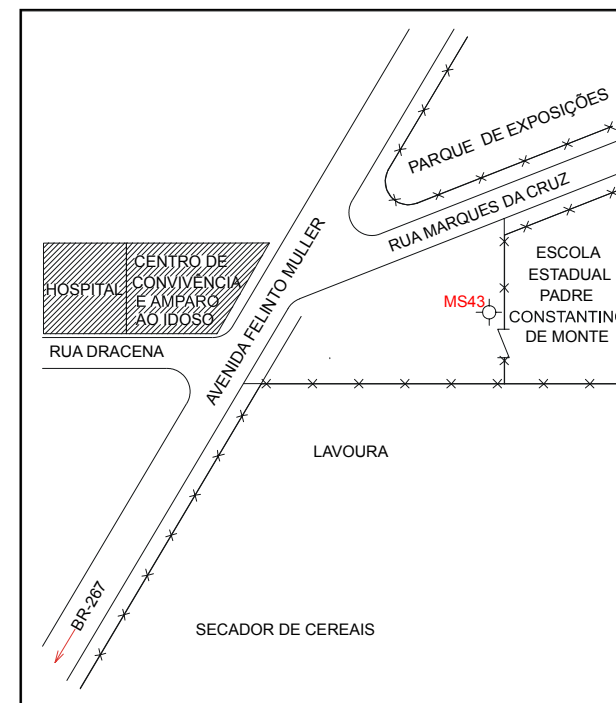 PARQUE DE EXPOSIÇÕES
RUA MARQUES DA CRUZ
AVENIDA FELINTO MULLER
HOSPITAL
CENTRO DE
CONVIVÊNCIA
E AMPARO
AO IDOSO
RUA DRACENA
ESCOLA
ESTADUAL
PADRE
CONSTANTINO
DE MONTE
MS43
LAVOURA
BR-267
SECADOR DE CEREAIS